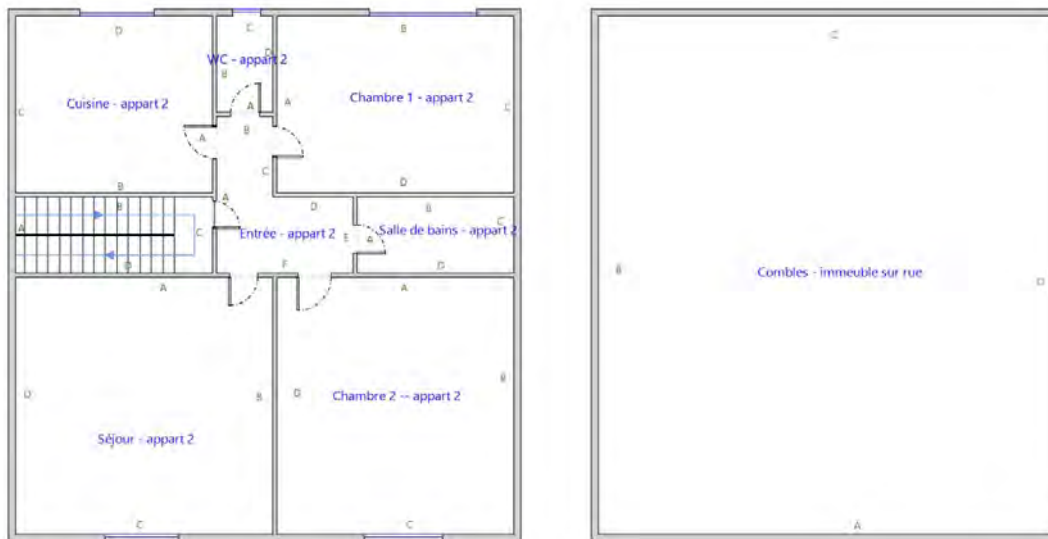 D
C
B
WC - appart 2
D
B
A
Cuisine - appart 2
C
A
B
Chambre 1 - appart 2
A
C
D
B
C
A
B
A
C
D
Entrée - appart 2
D
E
F
B
C
A
Salle de bains - appart 2
D
A
D
B
Séjour - appart 2
C
A
D
B
Chambre 2 -- appart 2
C
C
B
Combles - immeuble sur rue
D
A